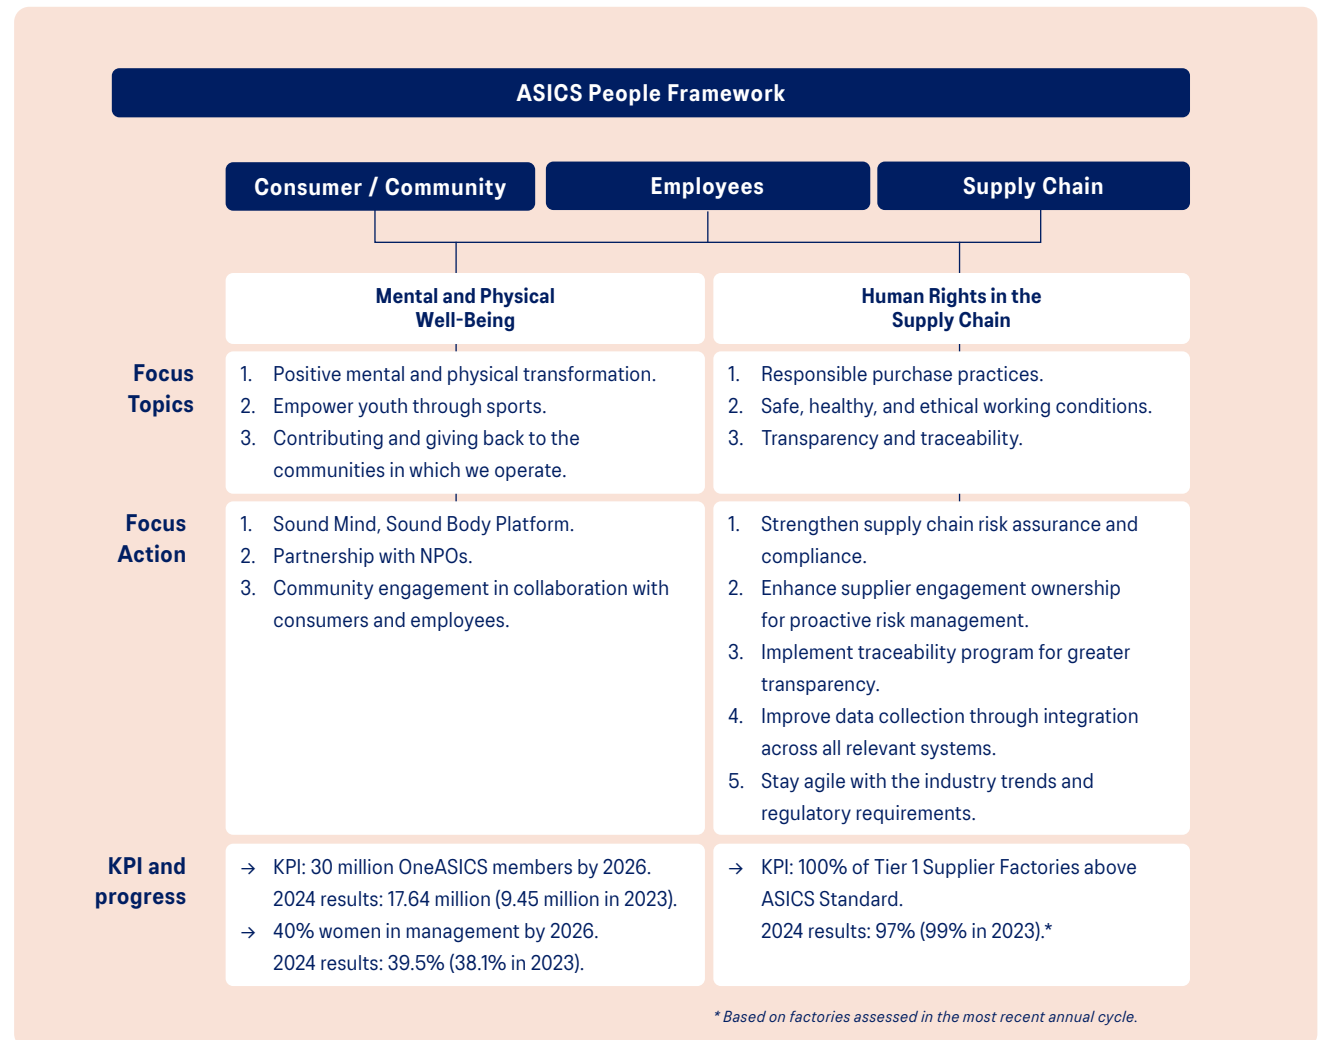 ASICS People Framework
Consumer / Community
Employees
Supply Chain
Mental and Physical
Well-Being
Human Rights in the
Supply Chain
Focus
Topics
1. Positive mental and physical transformation.
2. Empower youth through sports.
3. Contributing and giving back to the
communities in which we operate.
1. Responsible purchase practices.
2. Safe, healthy, and ethical working conditions.
3. Transparency and traceability.
Focus
Action
1. Sound Mind, Sound Body Platform.
2. Partnership with NPOs.
3. Community engagement in collaboration with
consumers and employees.
1. Strengthen supply chain risk assurance and
compliance.
2. Enhance supplier engagement ownership
for proactive risk management.
3. Implement traceability program for greater
transparency.
4. Improve data collection through integration
across all relevant systems.
5. Stay agile with the industry trends and
regulatory requirements.
KPI and
progress
→ KPI: 30 million OneASICS members by 2026.
2024 results: 17.64 million (9.45 million in 2023).
→ 40% women in management by 2026.
2024 results: 39.5% (38.1% in 2023).
→ KPI: 100% of Tier 1 Supplier Factories above
ASICS Standard.
2024 results: 97% (99% in 2023).*
* Based on factories assessed in the most recent annual cycle.